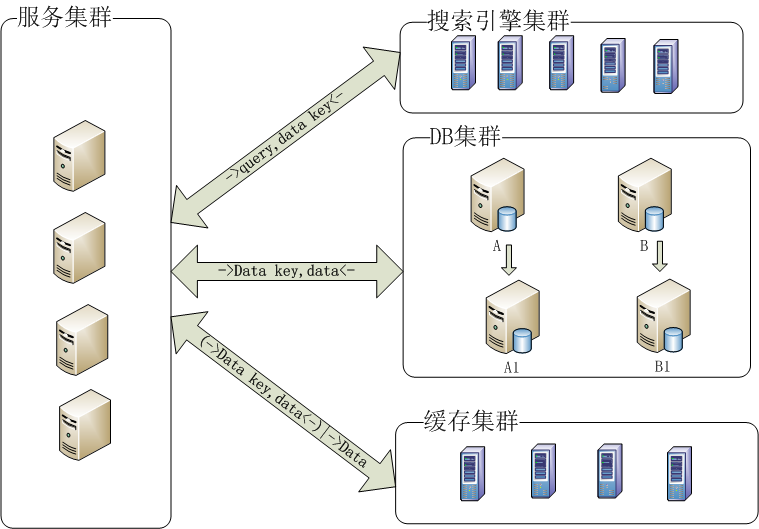 服务集群
搜索引擎集群
->query,data key<-
DB集群
A
B
->Data key,data<-
A1
B1
(->Data key,data<-)|->Data
缓存集群